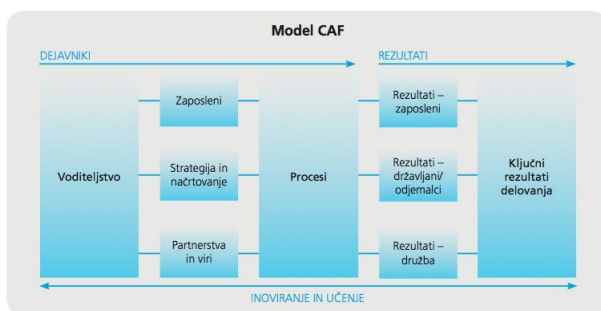 Model CAF
DEJAVNIKI
REZULTATI
Voditeljstvo
Zaposleni
Strategija in
načrtovanje
Partnerstva
in viri
Procesi
Rezultati –
zaposleni
Rezultati –
državljani/
odjemalci
Rezultati –
družba
Ključni
rezultati
delovanja
INOVIRANJE IN UČENJE